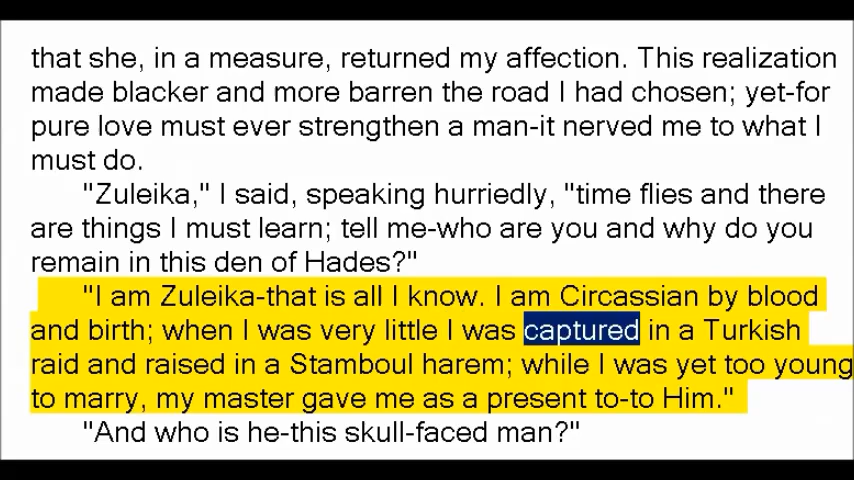 that she, in a measure, returned my affection. This realization
made blacker and more barren the road I had chosen; yet-for
pure love must ever strengthen a man-it nerved me to what I
must do.
"Zuleika," I said, speaking hurriedly, "time flies and there
are things I must learn; tell me-who are you and why do you
remain in this den of Hades?"
"I am Zuleika-that is all I know. I am Circassian by blood
and birth; when I was very little I was captured in a Turkish
raid and raised in a Stamboul harem; while I was yet too young
to marry, my master gave me as a present to-to Him."
"And who is he-this skull-faced man?"